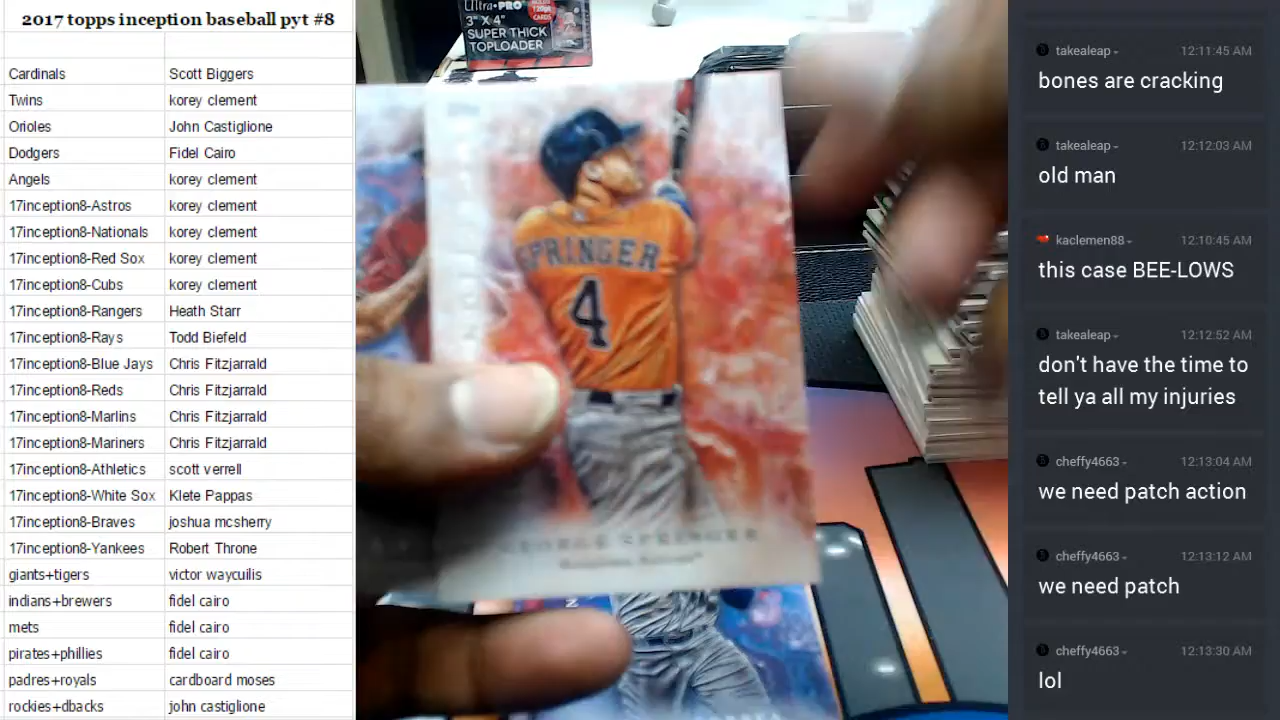 2017 topps inception baseball pyt #8
Cardinals Scott Biggers
Twins korey clement
Orioles John Castiglione
Dodgers Fidel Cairo
Angels korey clement
17inception8-Astros korey clement
17inception8-Nationals korey clement
17inception8-Red Sox korey clement
17inception8-Cubs korey clement
17inception8-Rangers Heath Starr
17inception8-Rays Todd Biefeld
17inception8-Blue Jays Chris Fitzjarrald
17inception8-Reds Chris Fitzjarrald
17inception8-Marlins Chris Fitzjarrald
17inception8-Mariners Chris Fitzjarrald
17inception8-Athletics scott verrell
17inception8-White Sox Klete Pappas
17inception8-Braves joshua mcsherry
17inception8-Yankees Robert Throne
giants+tigers victor waycuilis
indians+brewers fidel cairo
mets fidel cairo
pirates+phillies fidel cairo
padres+royals cardboard moses
rockies+dbacks john castiglione
Ultra•PRO
3" X 4"
SUPER THICK
TOPLOADER
SPRINGER
4
GEORGE SPRINGER
takealeap 12:11:45 AM
bones are cracking
takealeap 12:12:03 AM
old man
kaclemen88 12:10:45 AM
this case BEE-LOWS
takealeap 12:12:52 AM
don't have the time to
tell ya all my injuries
cheffy4663 12:13:04 AM
we need patch action
cheffy4663 12:13:12 AM
we need patch
cheffy4663 12:13:30 AM
lol